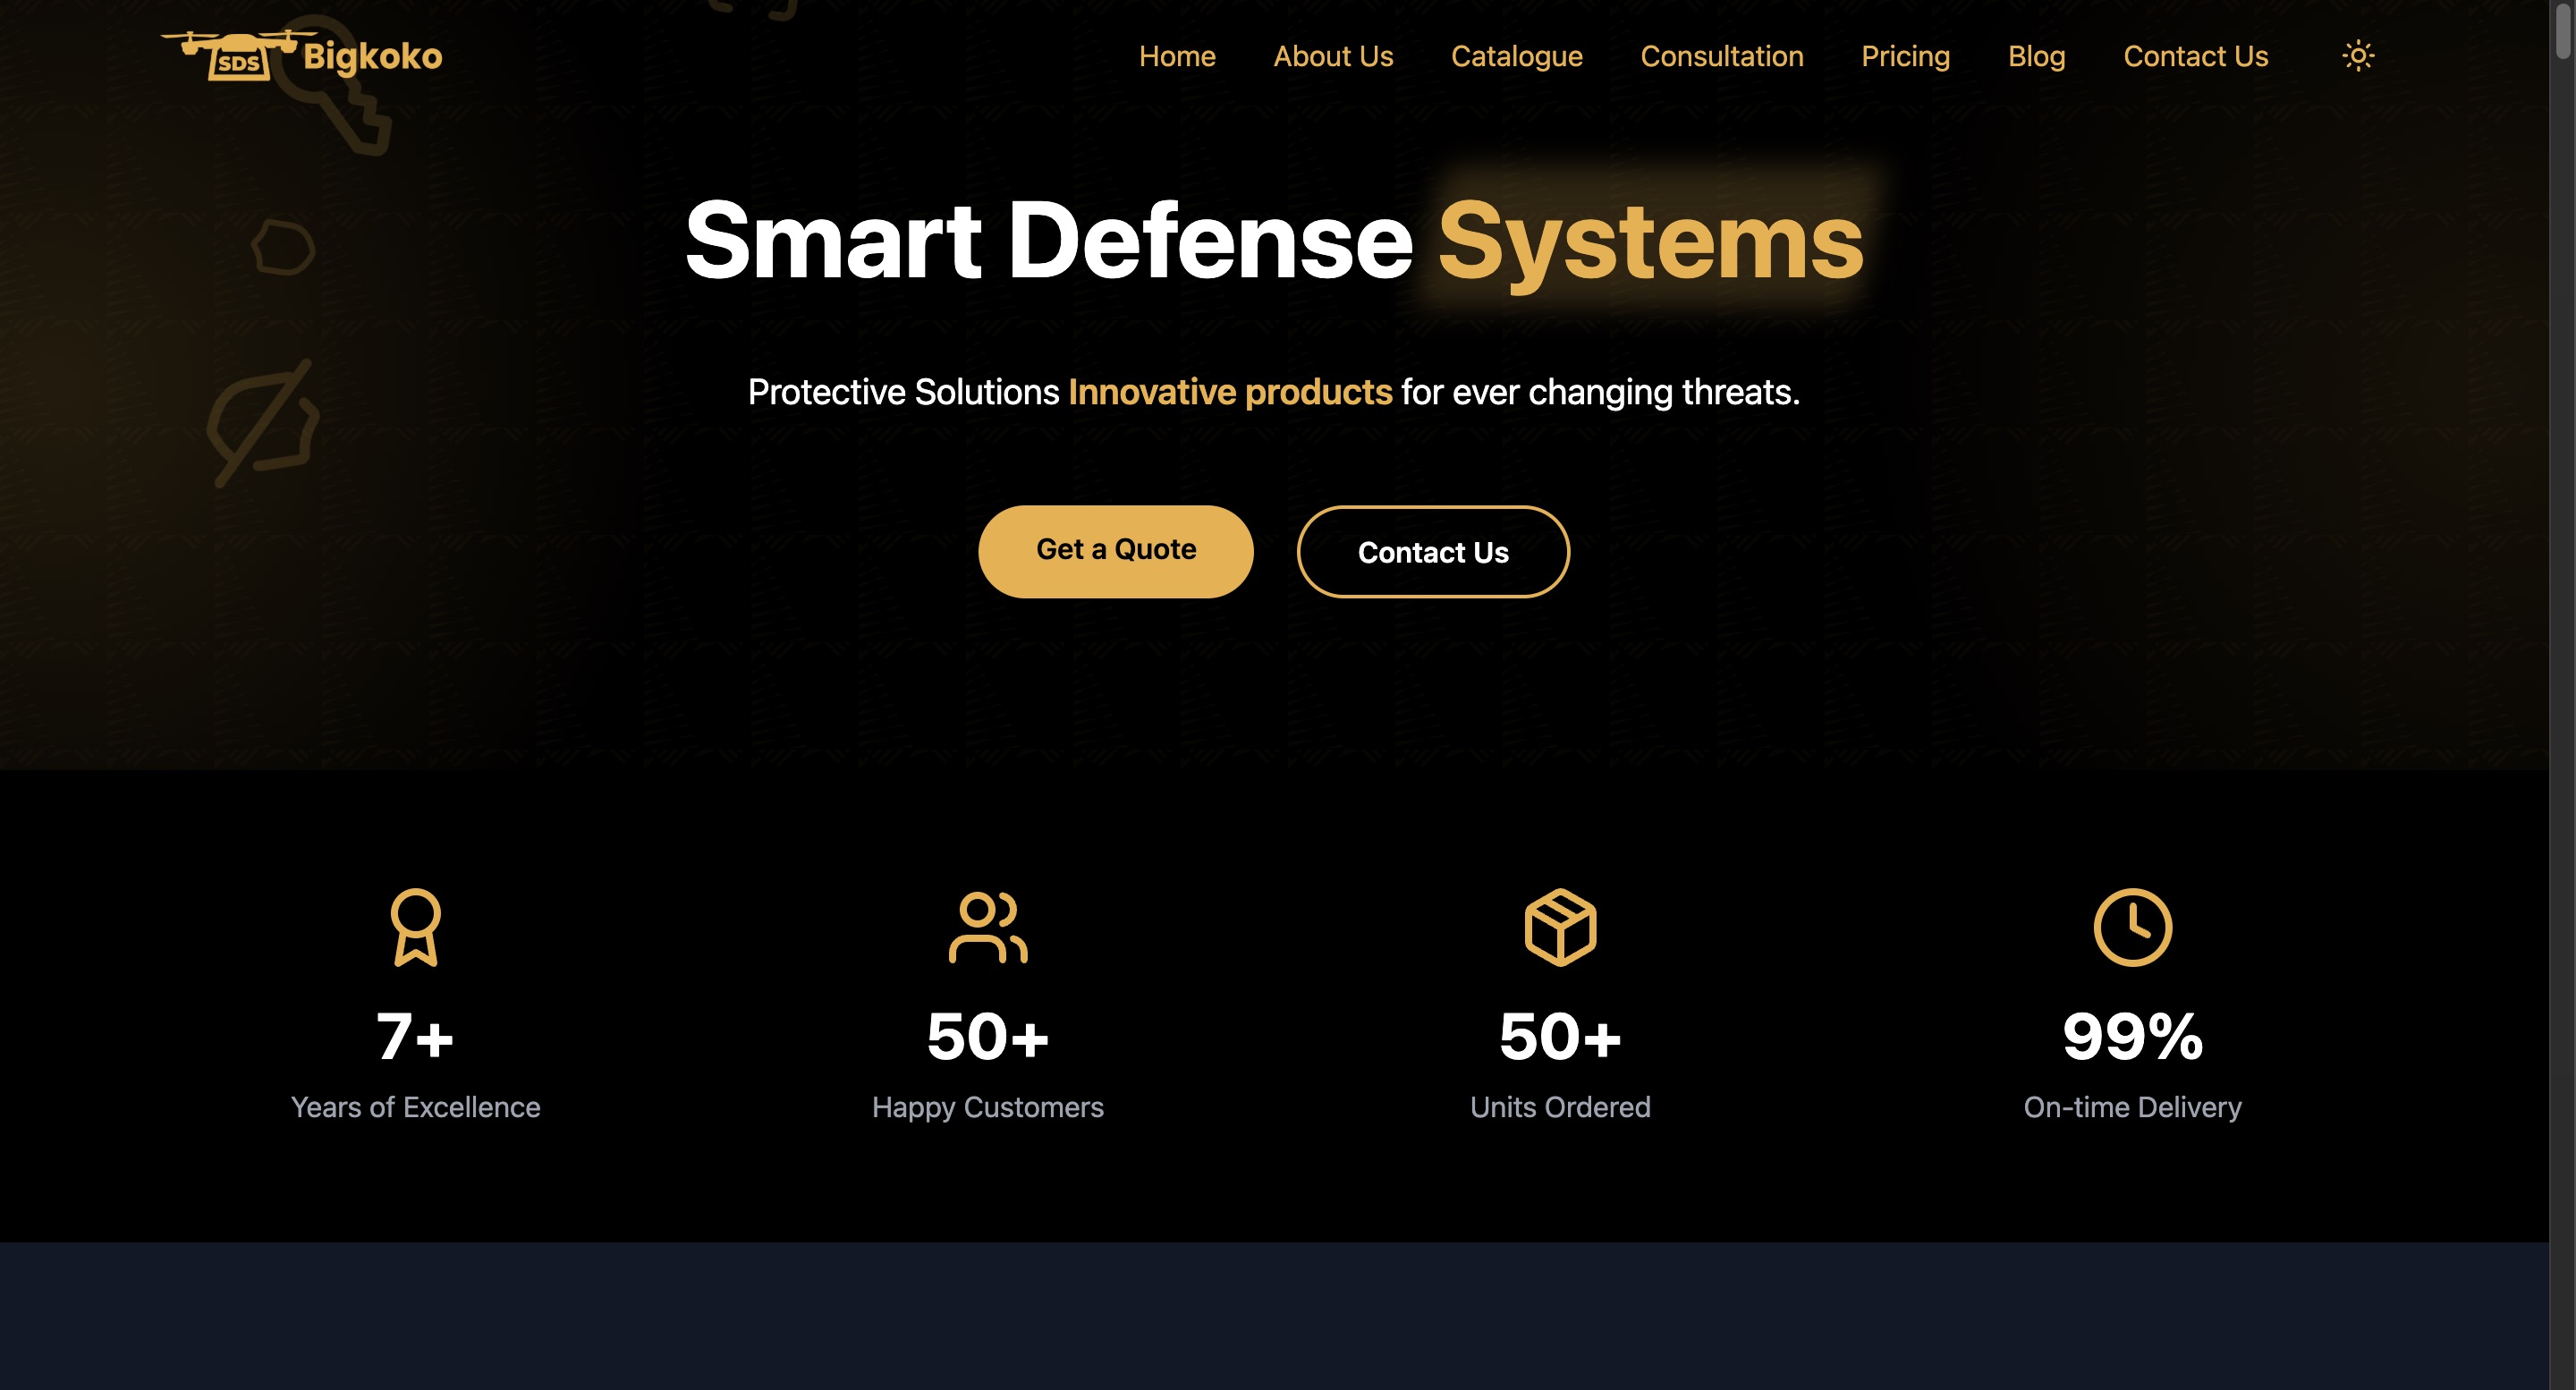 SDS Bigkoko
Home About Us Catalogue Consultation Pricing Blog Contact Us
Smart Defense Systems
Protective Solutions Innovative products for ever changing threats.
Get a Quote Contact Us
7+ 50+ 50+ 99%
Years of Excellence Happy Customers Units Ordered On-time Delivery